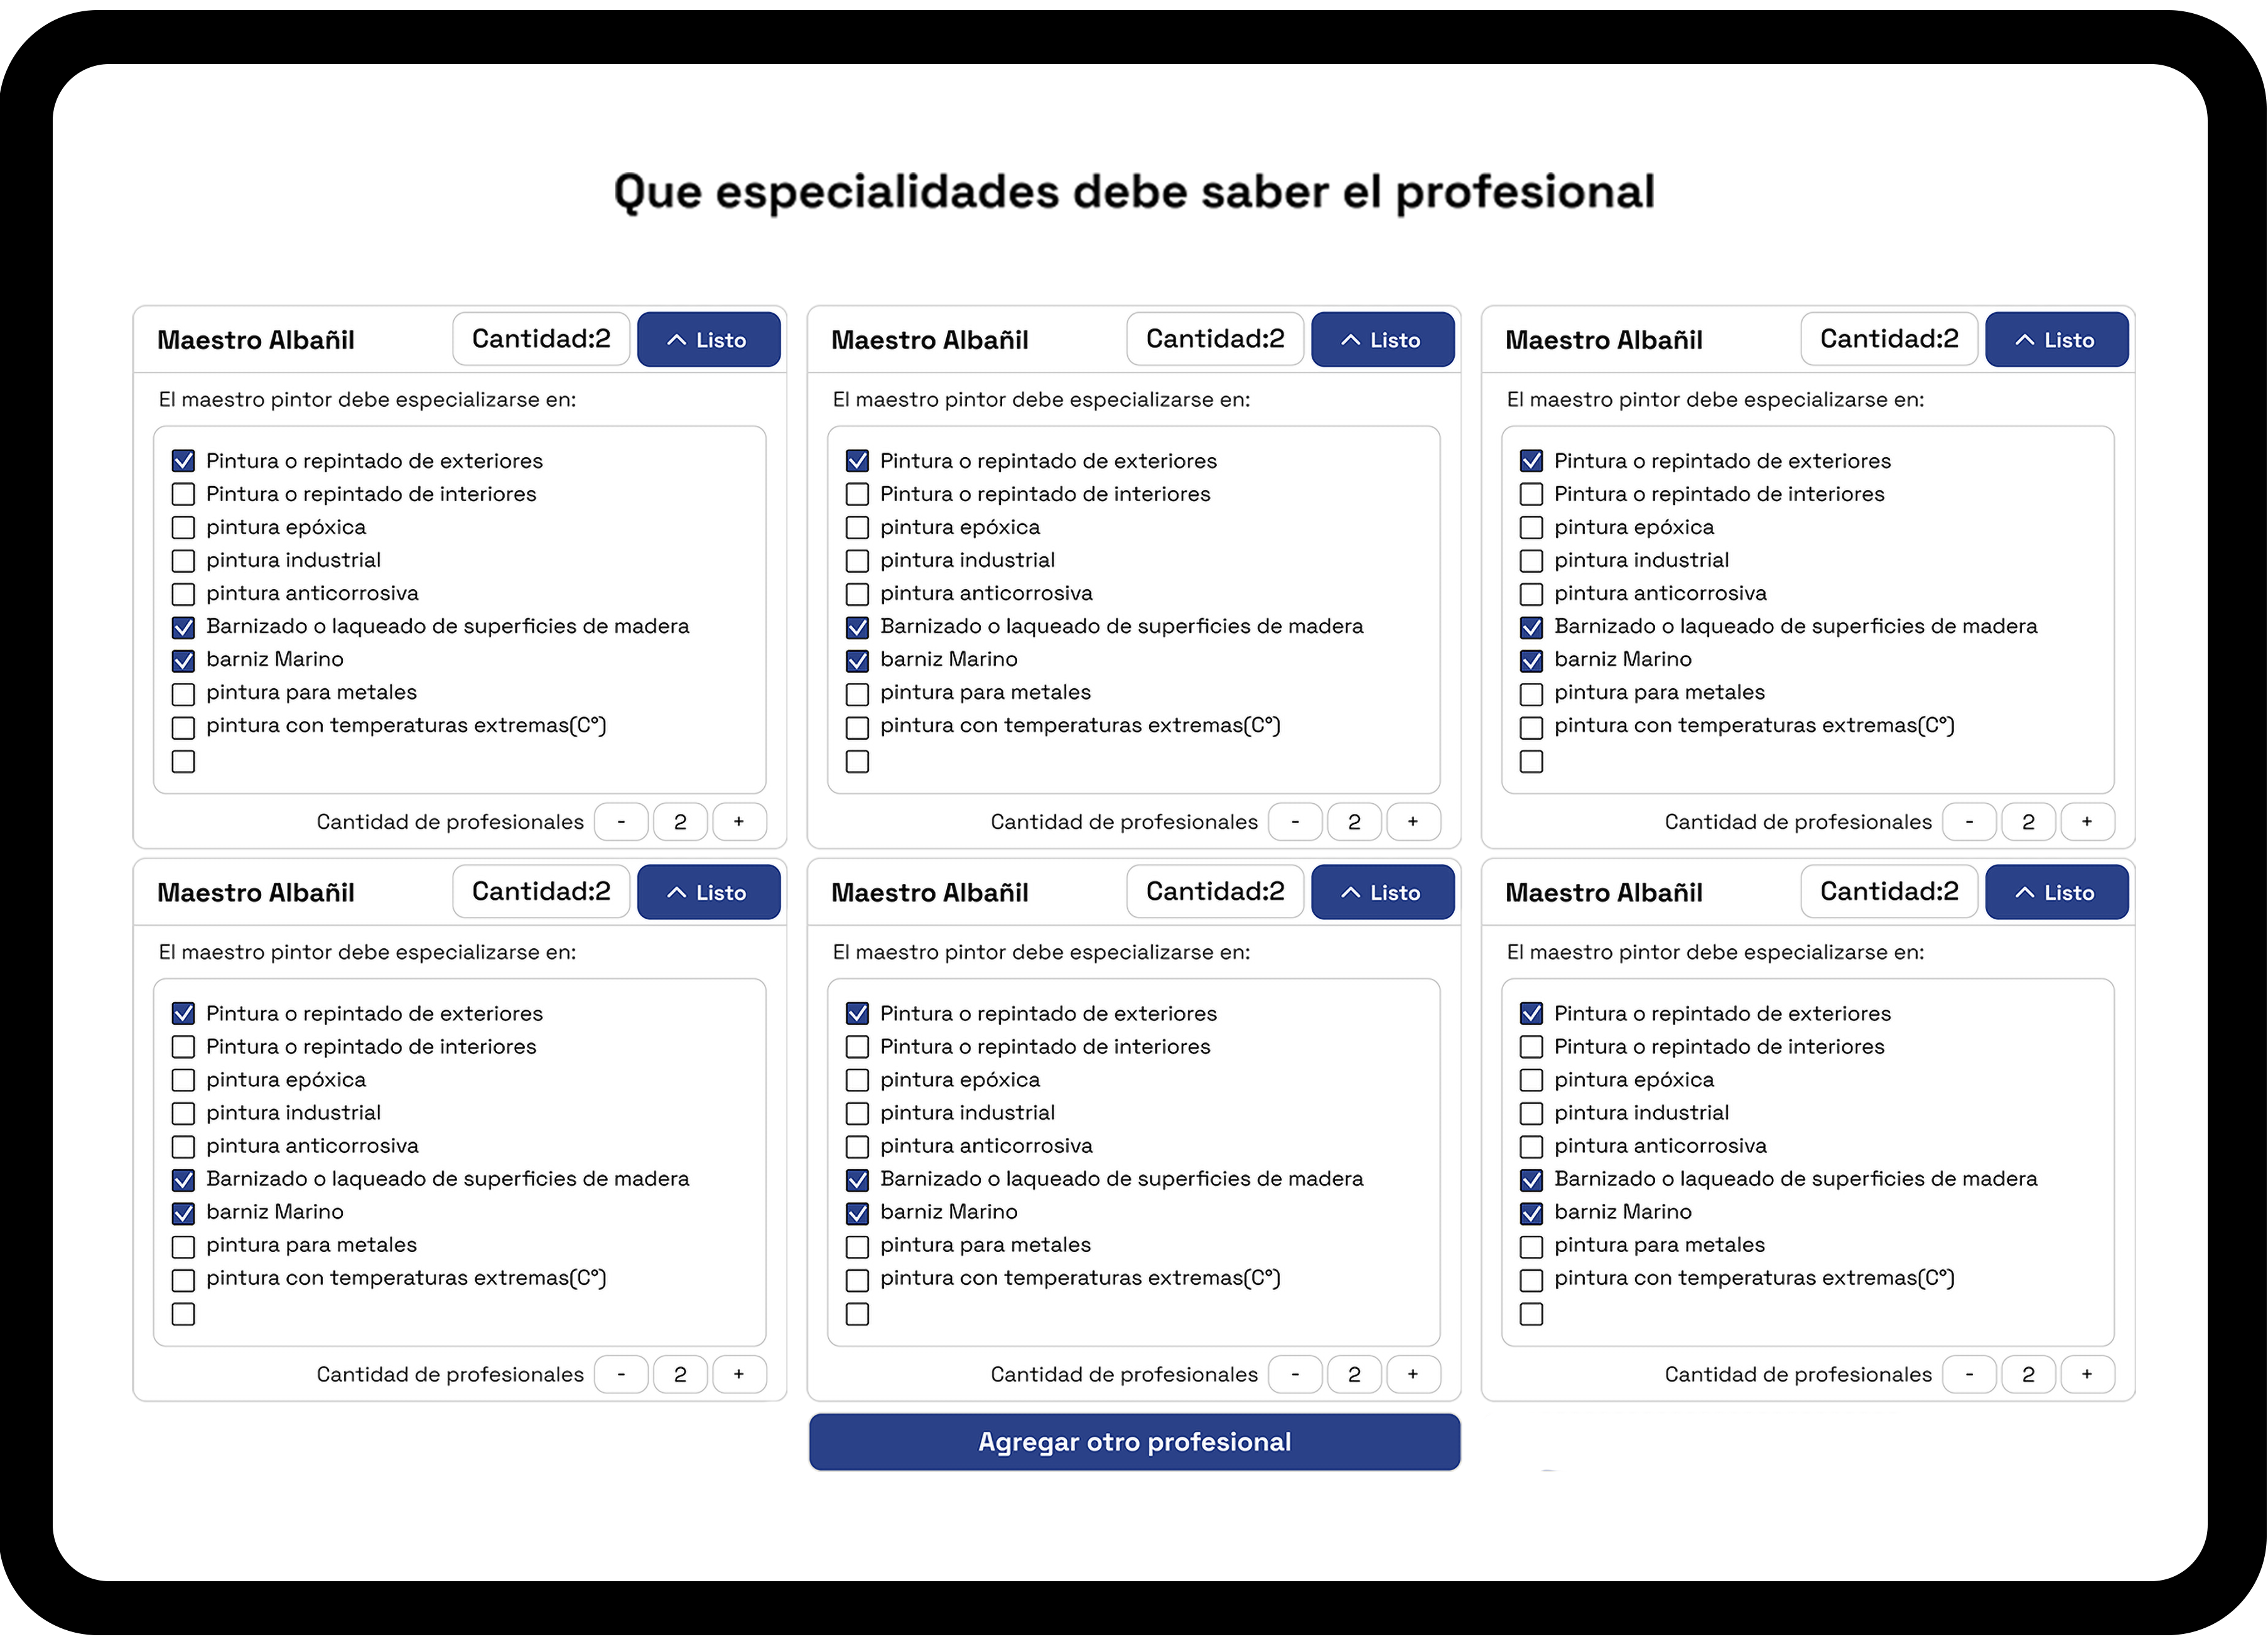 Que especialidades debe saber el profesional
Maestro Albañil Cantidad:2 Listo
El maestro pintor debe especializarse en:
Pintura o repintado de exteriores
Pintura o repintado de interiores
pintura epóxica
pintura industrial
pintura anticorrosiva
Barnizado o laqueado de superficies de madera
barniz Marino
pintura para metales
pintura con temperaturas extremas(C°)
Cantidad de profesionales - 2 +
Maestro Albañil Cantidad:2 Listo
El maestro pintor debe especializarse en:
Pintura o repintado de exteriores
Pintura o repintado de interiores
pintura epóxica
pintura industrial
pintura anticorrosiva
Barnizado o laqueado de superficies de madera
barniz Marino
pintura para metales
pintura con temperaturas extremas(C°)
Cantidad de profesionales - 2 +
Maestro Albañil Cantidad:2 Listo
El maestro pintor debe especializarse en:
Pintura o repintado de exteriores
Pintura o repintado de interiores
pintura epóxica
pintura industrial
pintura anticorrosiva
Barnizado o laqueado de superficies de madera
barniz Marino
pintura para metales
pintura con temperaturas extremas(C°)
Cantidad de profesionales - 2 +
Maestro Albañil Cantidad:2 Listo
El maestro pintor debe especializarse en:
Pintura o repintado de exteriores
Pintura o repintado de interiores
pintura epóxica
pintura industrial
pintura anticorrosiva
Barnizado o laqueado de superficies de madera
barniz Marino
pintura para metales
pintura con temperaturas extremas(C°)
Cantidad de profesionales - 2 +
Maestro Albañil Cantidad:2 Listo
El maestro pintor debe especializarse en:
Pintura o repintado de exteriores
Pintura o repintado de interiores
pintura epóxica
pintura industrial
pintura anticorrosiva
Barnizado o laqueado de superficies de madera
barniz Marino
pintura para metales
pintura con temperaturas extremas(C°)
Cantidad de profesionales - 2 +
Maestro Albañil Cantidad:2 Listo
El maestro pintor debe especializarse en:
Pintura o repintado de exteriores
Pintura o repintado de interiores
pintura epóxica
pintura industrial
pintura anticorrosiva
Barnizado o laqueado de superficies de madera
barniz Marino
pintura para metales
pintura con temperaturas extremas(C°)
Cantidad de profesionales - 2 +
Agregar otro profesional